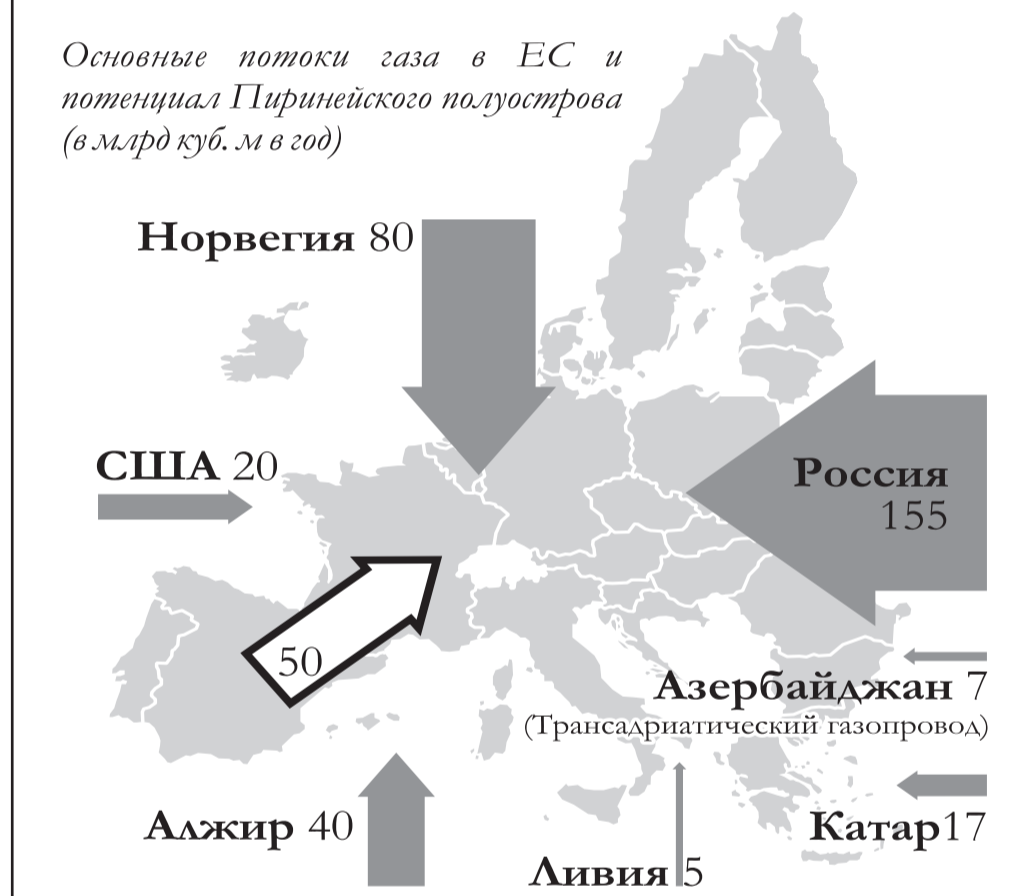 Основные потоки газа в ЕС и
потенциал Пиринейского полуострова
(в млрд куб. м в год)
Норвегия 80
США 20
Россия
155
50
Азербайджан 7
(Трансадриатический газопровод)
Алжир 40
Катар17
Ливия 5